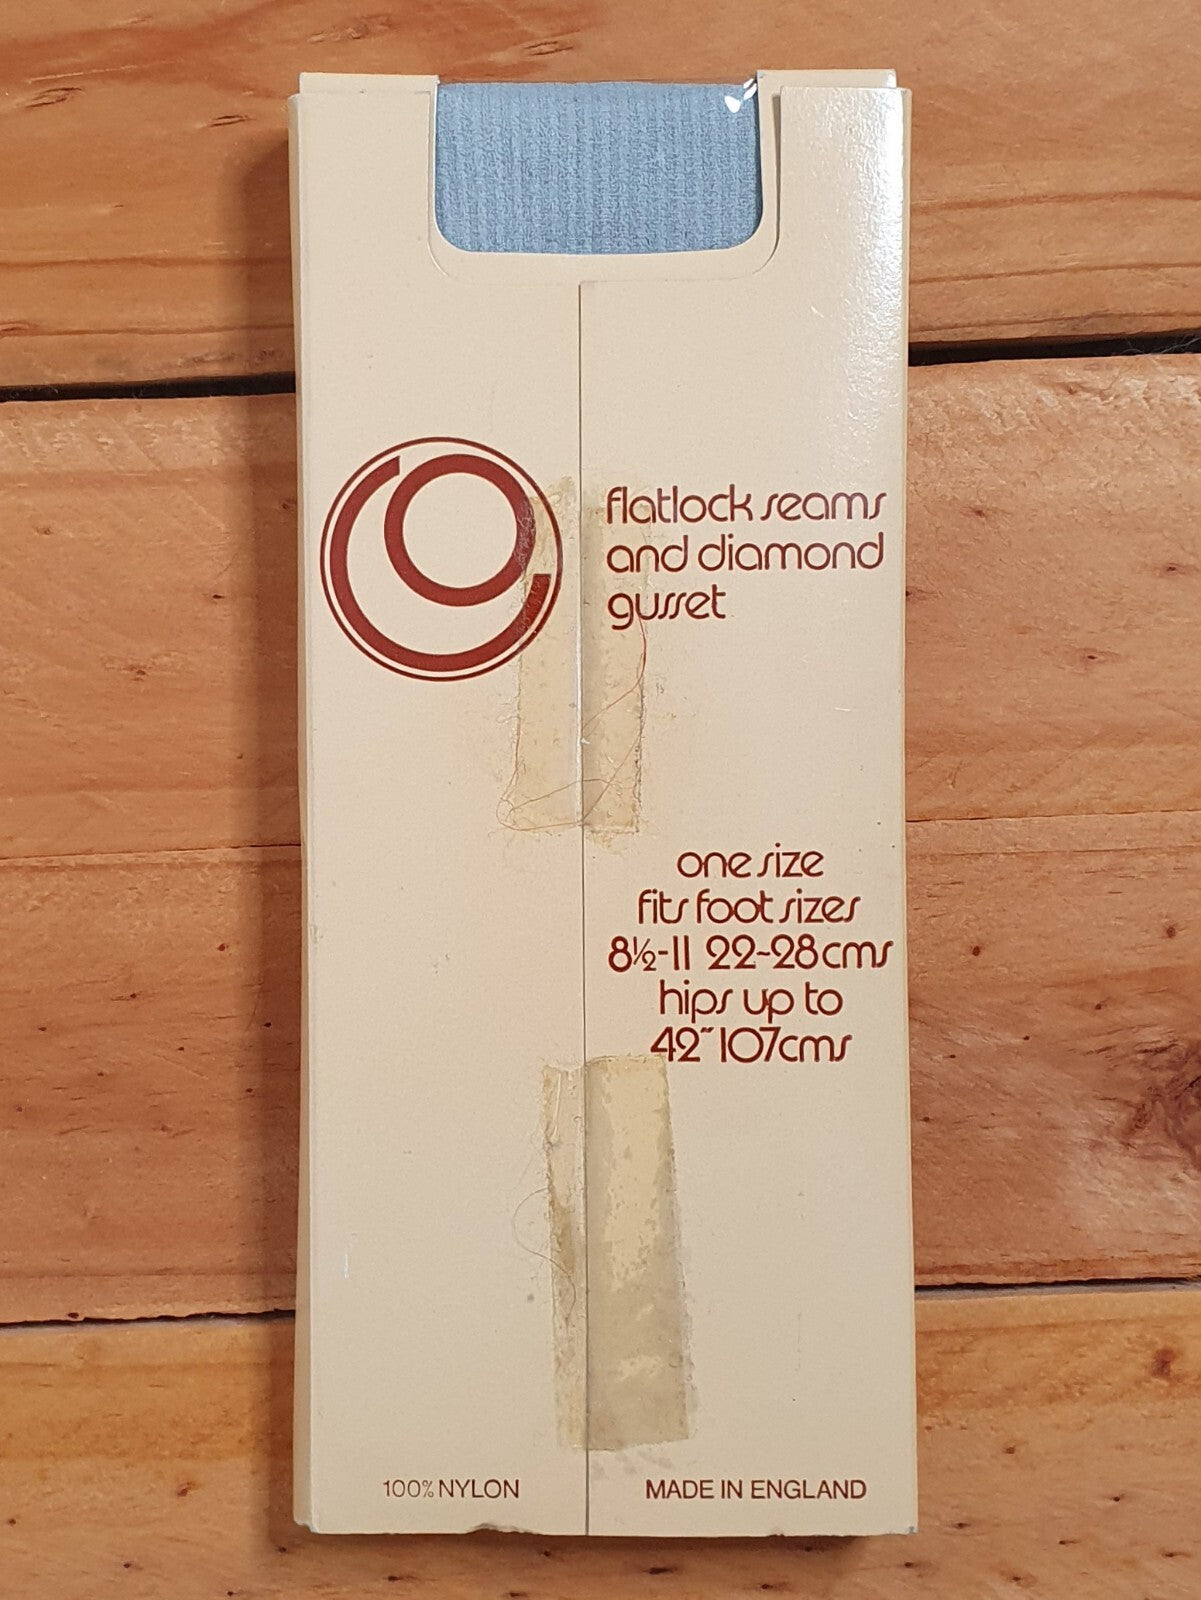 flatlock seams
and diamond
gusset
one size
fits foot sizes
8½-11 22-28cms
hips up to
42″107cms
100% NYLON
MADE IN ENGLAND